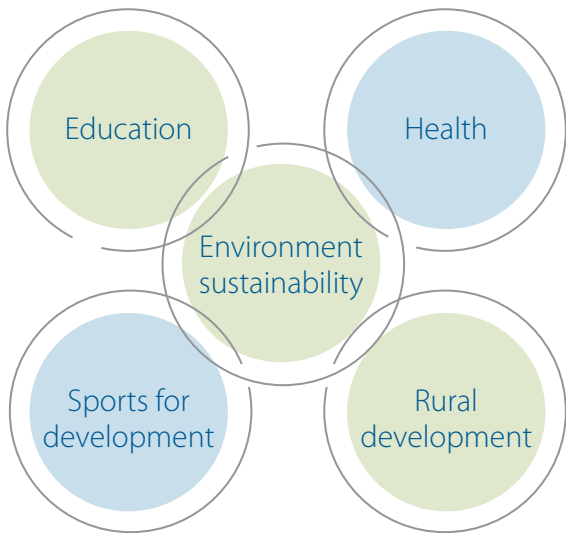 Education
Health
Environment
sustainability
Sports for
development
Rural
development